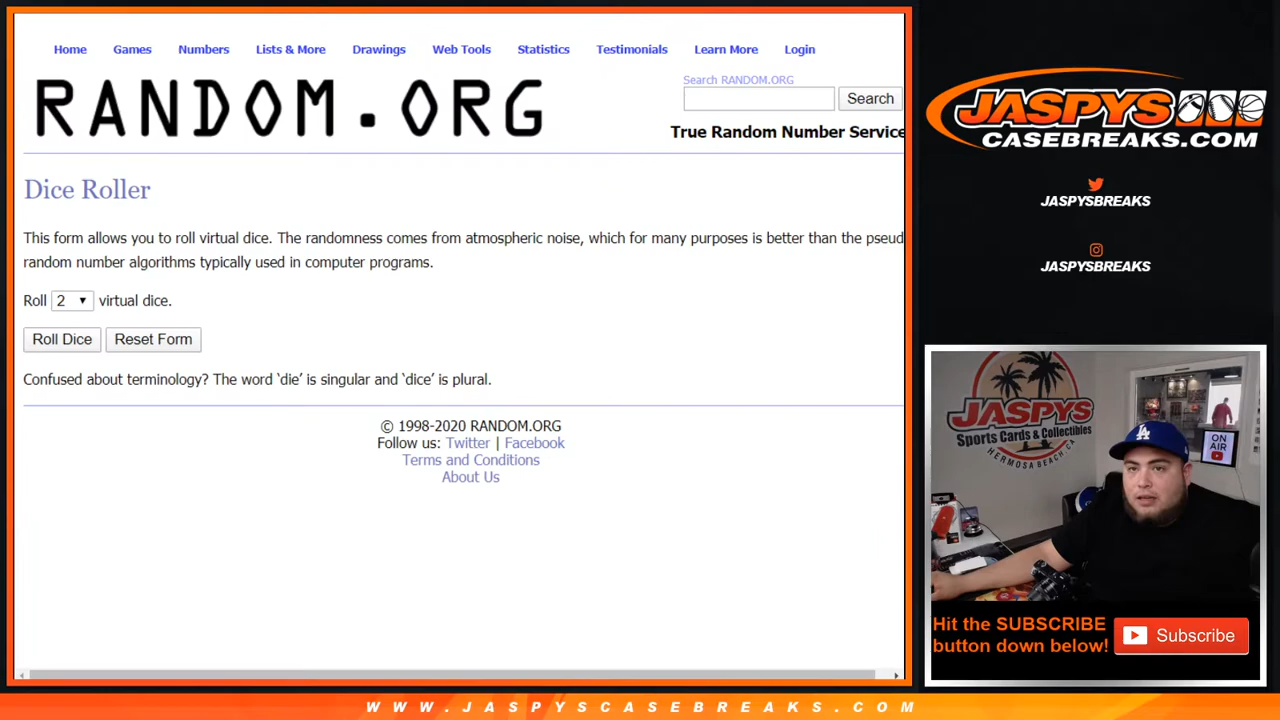 Home Games Numbers Lists & More Drawings Web Tools Statistics Testimonials Learn More Login
RANDOM.ORG
Search RANDOM.ORG
Search
True Random Number Service
Dice Roller
This form allows you to roll virtual dice. The randomness comes from atmospheric noise, which for many purposes is better than the pseud
random number algorithms typically used in computer programs.
Roll 2 virtual dice.
Roll Dice Reset Form
Confused about terminology? The word ‘die’ is singular and ‘dice’ is plural.
© 1998-2020 RANDOM.ORG
Follow us: Twitter | Facebook
Terms and Conditions
About Us
JASPYS
CASEBREAKS.COM
JASPYSBREAKS
JASPYSBREAKS
JASPYS
Sports Cards & Collectibles
HERMOSA BEACH, CA
ON
AIR
LA
Hit the SUBSCRIBE
button down below!
Subscribe
WWW.JASPYSCASEBREAKS.COM